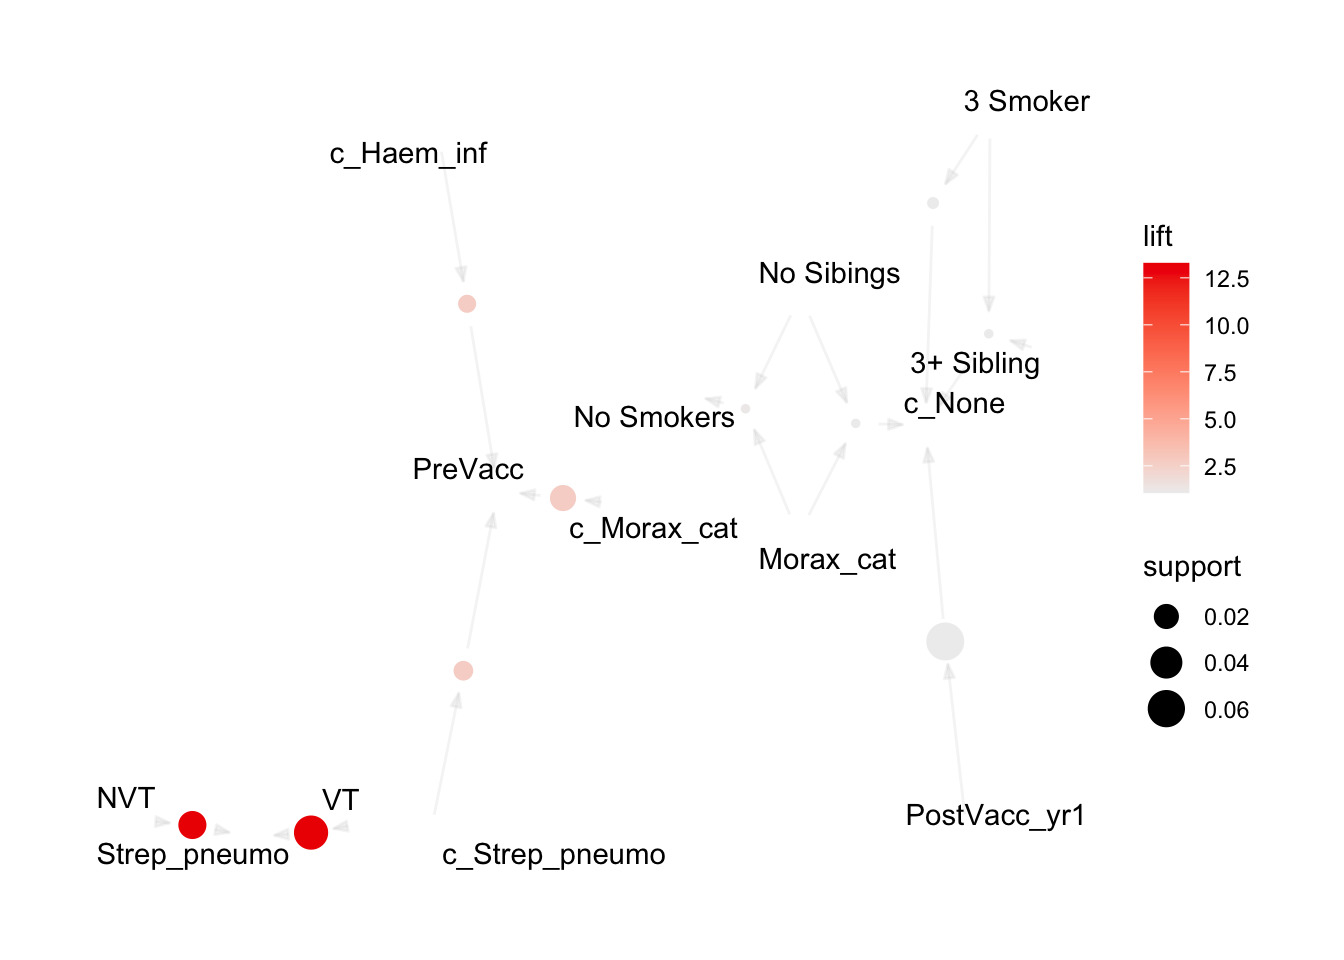 3 Smoker
c_Haem_inf
No Sibings
3+ Sibling
c_None
No Smokers
PreVacc
c_Morax_cat
Morax_cat
NVT
VT
PostVacc_yr1
Strep_pneumo
c_Strep_pneumo
lift
12.5
10.0
7.5
5.0
2.5
support
0.02
0.04
0.06